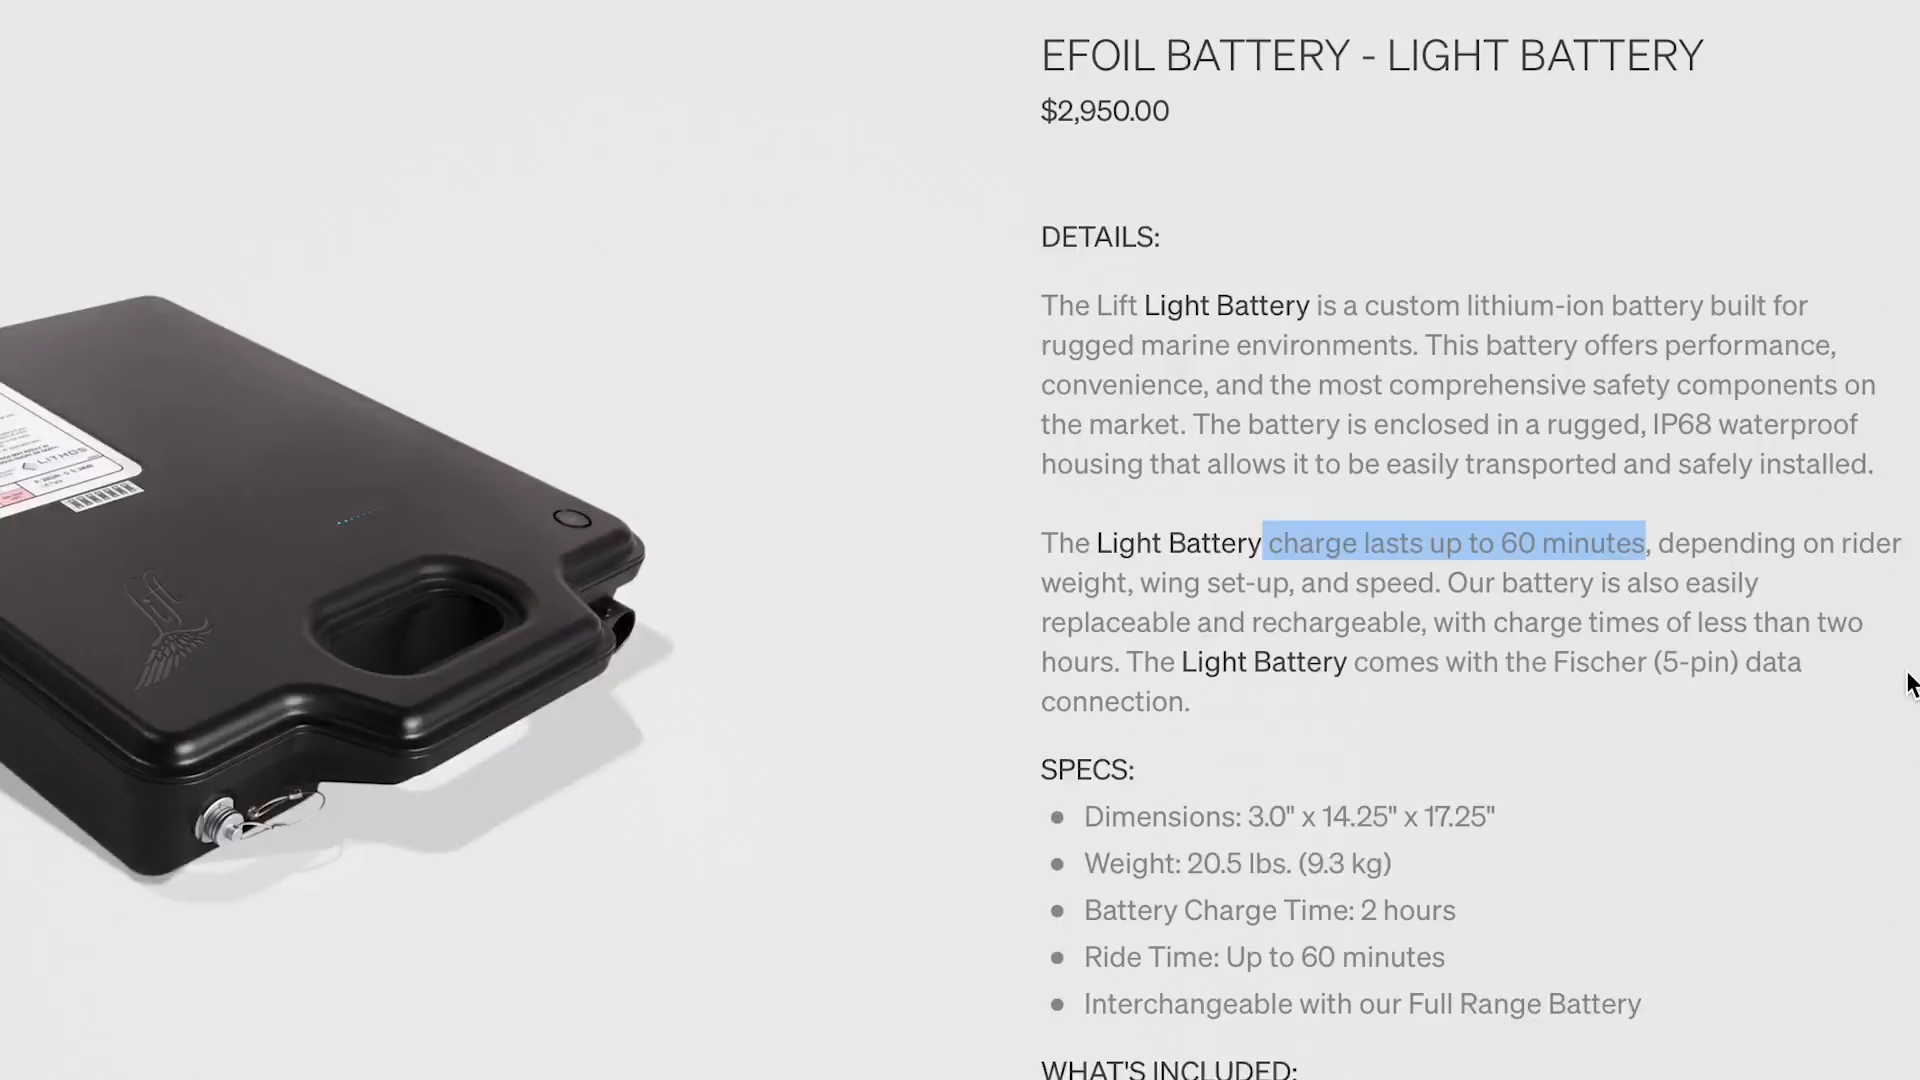 EFOIL BATTERY - LIGHT BATTERY
$2,950.00
DETAILS:
The Lift Light Battery is a custom lithium-ion battery built for
rugged marine environments. This battery offers performance,
convenience, and the most comprehensive safety components on
the market. The battery is enclosed in a rugged, IP68 waterproof
housing that allows it to be easily transported and safely installed.
The Light Battery charge lasts up to 60 minutes, depending on rider
weight, wing set-up, and speed. Our battery is also easily
replaceable and rechargeable, with charge times of less than two
hours. The Light Battery comes with the Fischer (5-pin) data
connection.
SPECS:
● Dimensions: 3.0" x 14.25" x 17.25"
● Weight: 20.5 lbs. (9.3 kg)
● Battery Charge Time: 2 hours
● Ride Time: Up to 60 minutes
● Interchangeable with our Full Range Battery
WHAT'S INCLUDED:
LITHOS
lift